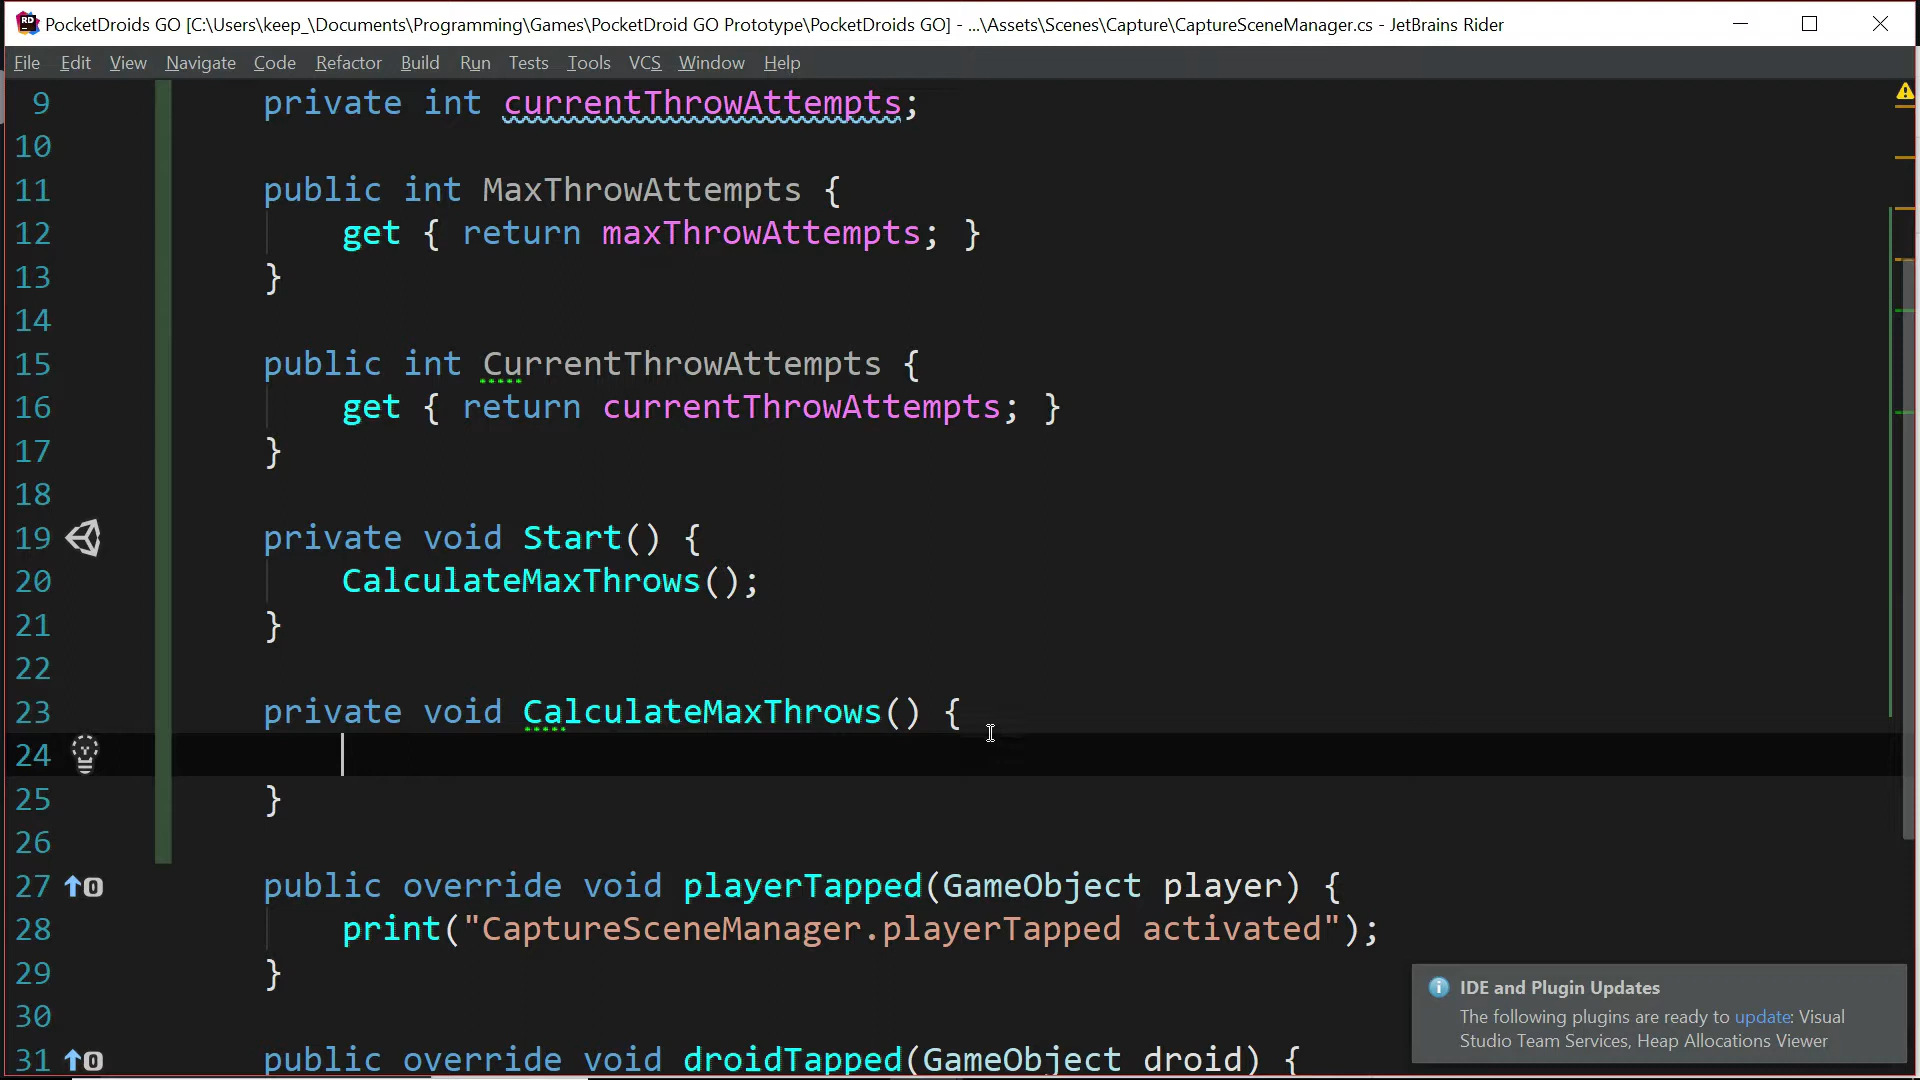 PocketDroids GO [C:\Users\keep_\Documents\Programming\Games\PocketDroid GO Prototype\PocketDroids GO] - ...\Assets\Scenes\Capture\CaptureSceneManager.cs - JetBrains Rider
File Edit View Navigate Code Refactor Build Run Tests Tools VCS Window Help
9 private int currentThrowAttempts;
10
11 public int MaxThrowAttempts {
12 get { return maxThrowAttempts; }
13 }
14
15 public int CurrentThrowAttempts {
16 get { return currentThrowAttempts; }
17 }
18
19 private void Start() {
20 CalculateMaxThrows();
21 }
22
23 private void CalculateMaxThrows() {
24
25 }
26
27 public override void playerTapped(GameObject player) {
28 print("CaptureSceneManager.playerTapped activated");
29 }
30
31 public override void droidTapped(GameObject droid) {
IDE and Plugin Updates
The following plugins are ready to update: Visual
Studio Team Services, Heap Allocations Viewer